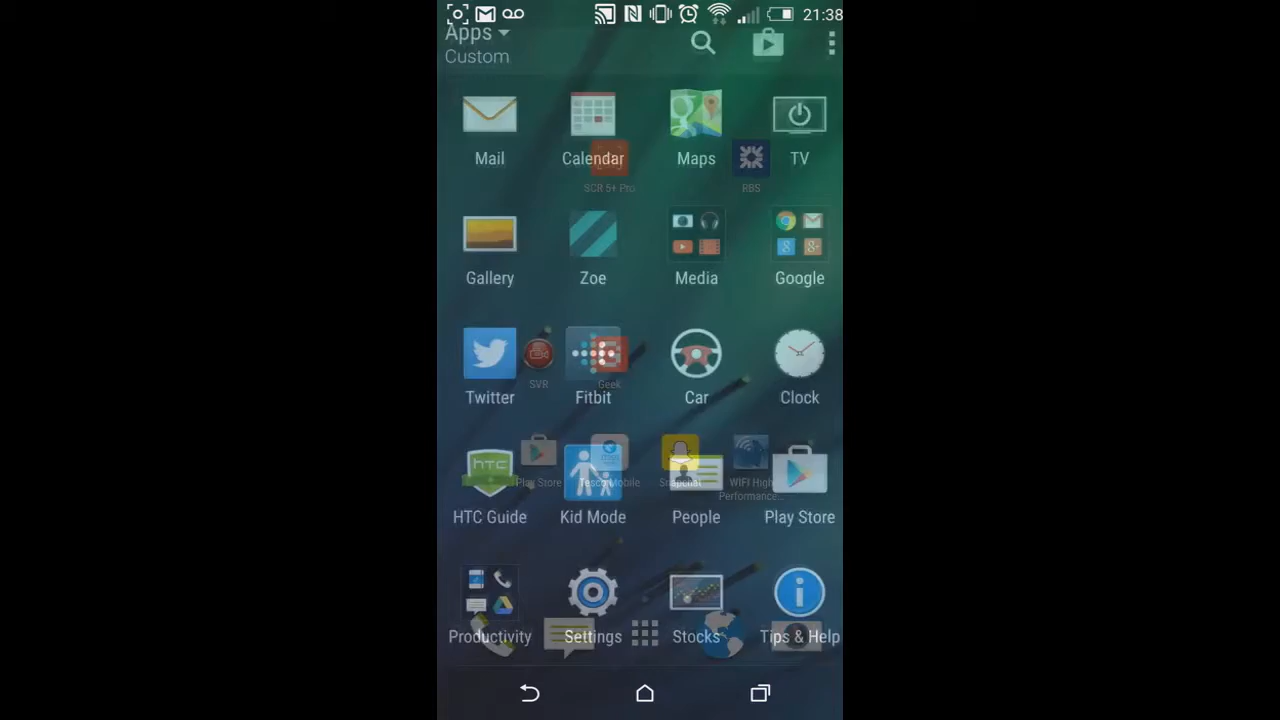 21:38
Apps
Custom
Mail Calendar Maps TV
SCR 5+ Pro RBS
Gallery Zoe Media Google
SVR Geek
Twitter Fitbit Car Clock
htc
Play Store Tesco Mobile Snapchat WIFI High
Performance...
HTC Guide Kid Mode People Play Store
Productivity Settings Stocks Tips & Help